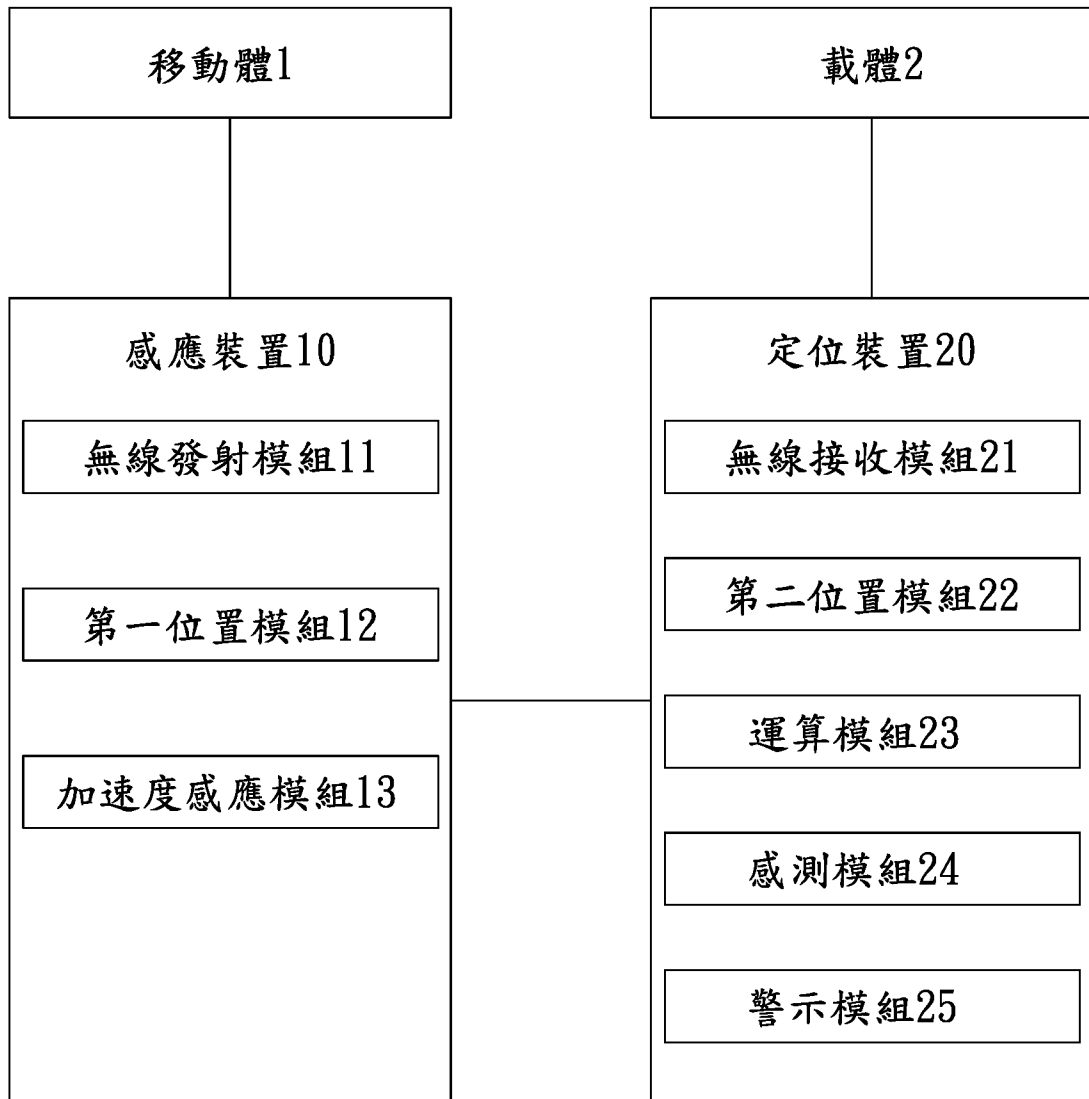 移動體1
載體2
感應裝置10
無線發射模組11
第一位置模組12
加速度感應模組13
定位裝置20
無線接收模組21
第二位置模組22
運算模組23
感測模組24
警示模組25